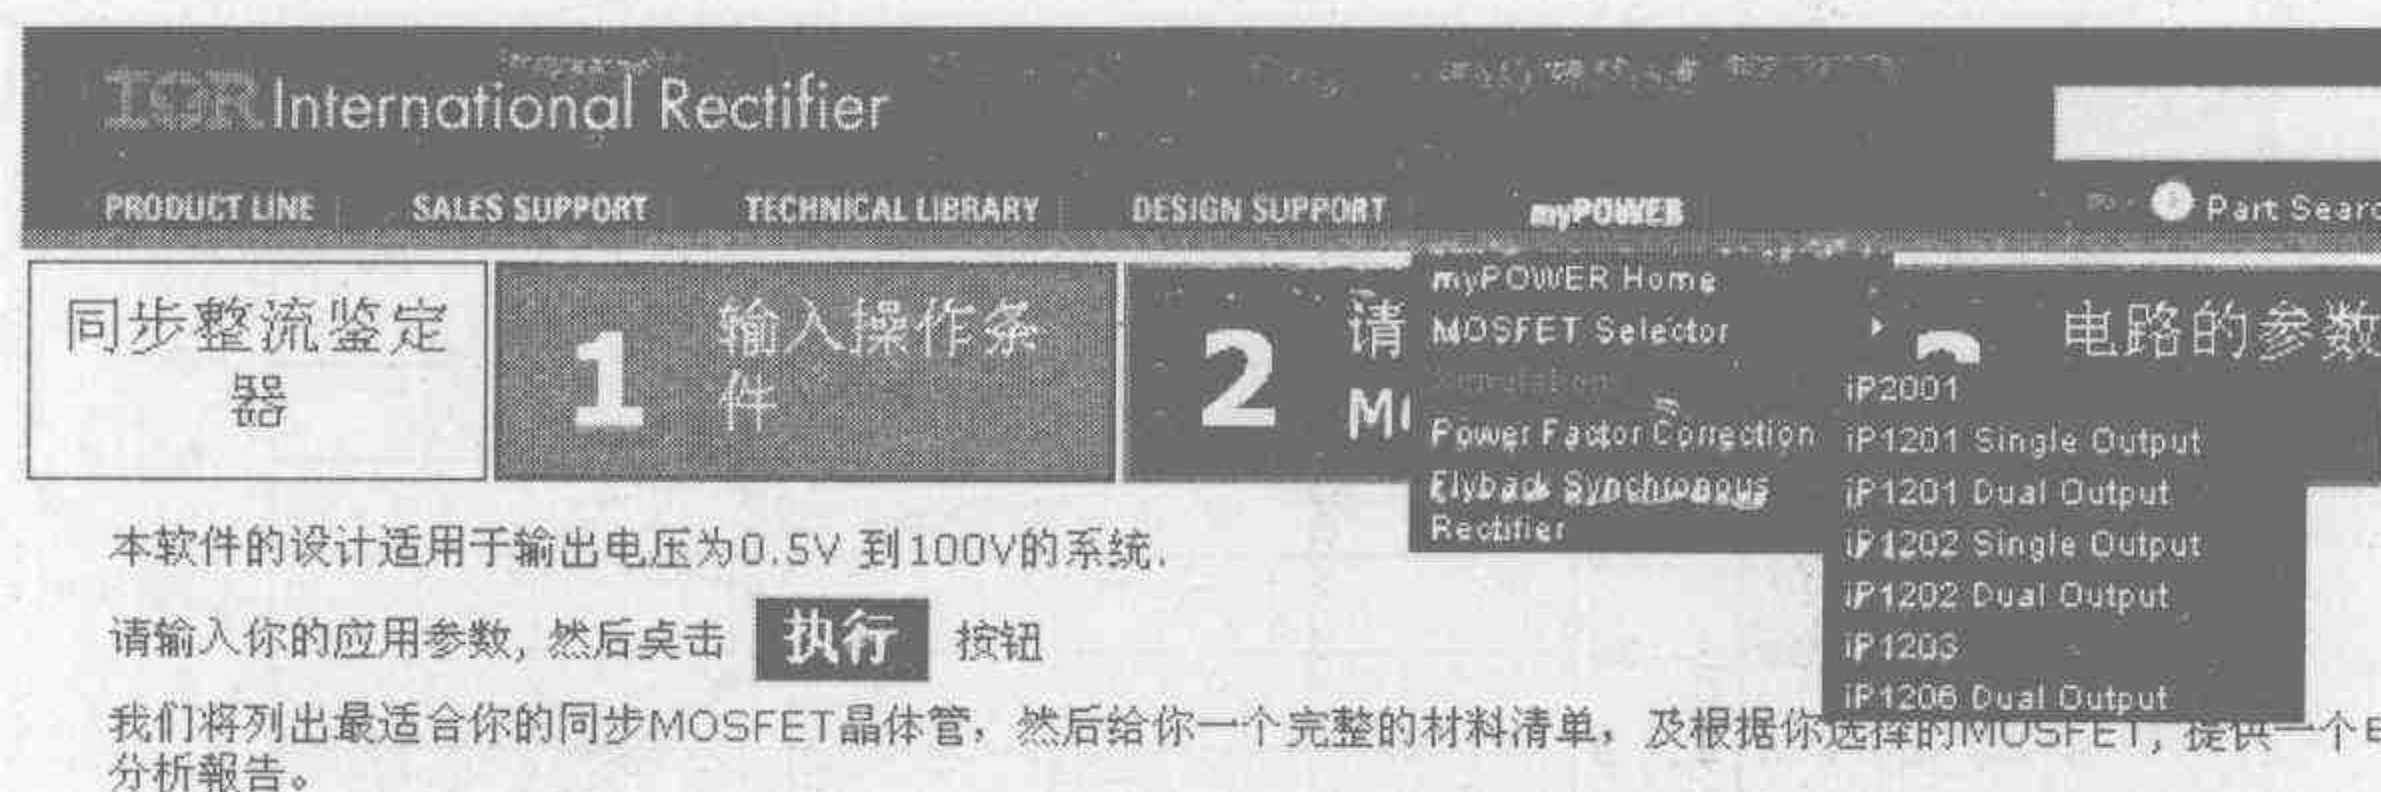 IOR International Rectifier
PRODUCT LINE SALES SUPPORT TECHNICAL LIBRARY DESIGN SUPPORT myPOWER Part Searc
同步整流鉴定器
1 输入操作条件
2 请
电路的参数
myPOWER Home
MOSFET Selector
Power Factor Correction
Flyback Synchronous
Rectifier
iP2001
iP1201 Single Output
iP1201 Dual Output
iP1202 Single Output
iP1202 Dual Output
iP1203
iP1206 Dual Output
本软件的设计适用于输出电压为0.5V 到100V的系统.
请输入你的应用参数, 然后点击 执行 按钮
我们将列出最适合你的同步MOSFET晶体管，然后给你一个完整的材料清单，及根据你选择的MOSFET, 提供一个
分析報告。